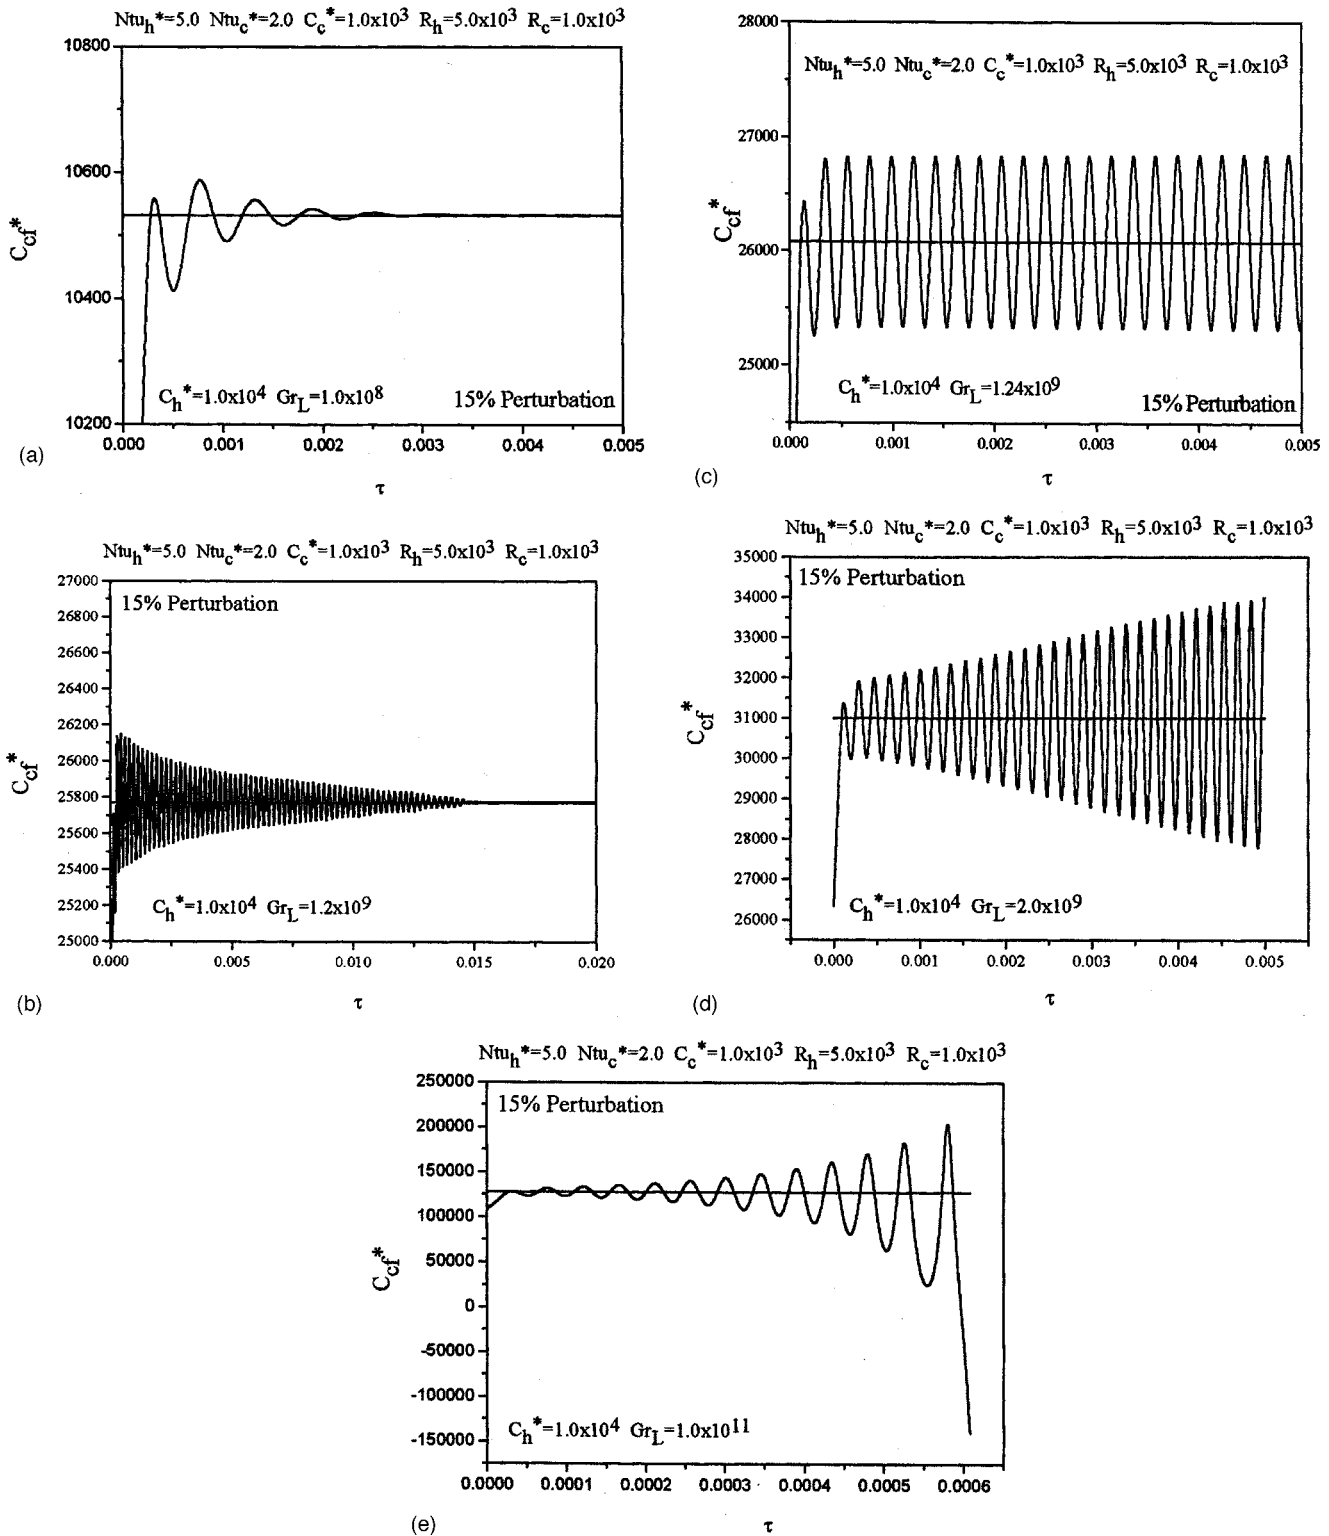 Ntu_h*=5.0 Ntu_c*=2.0 C_c*=1.0x10^3 R_h=5.0x10^3 R_c=1.0x10^3
10800
10600
10400
10200
C_cf*
C_h*=1.0x10^4 Gr_L=1.0x10^8
15% Perturbation
0.000 0.001 0.002 0.003 0.004 0.005
(a)
τ
28000
27000
26000
25000
C_cf*
Ntu_h*=5.0 Ntu_c*=2.0 C_c*=1.0x10^3 R_h=5.0x10^3 R_c=1.0x10^3
C_h*=1.0x10^4 Gr_L=1.24x10^9
15% Perturbation
0.000 0.001 0.002 0.003 0.004 0.005
(c)
τ
Ntu_h*=5.0 Ntu_c*=2.0 C_c*=1.0x10^3 R_h=5.0x10^3 R_c=1.0x10^3
27000
26800
26600
26400
26200
26000
25800
25600
25400
25200
25000
C_cf*
15% Perturbation
C_h*=1.0x10^4 Gr_L=1.2x10^9
0.000 0.005 0.010 0.015 0.020
(b)
τ
Ntu_h*=5.0 Ntu_c*=2.0 C_c*=1.0x10^3 R_h=5.0x10^3 R_c=1.0x10^3
35000
34000
33000
32000
31000
30000
29000
28000
27000
26000
C_cf*
15% Perturbation
C_h*=1.0x10^4 Gr_L=2.0x10^9
0.000 0.001 0.002 0.003 0.004 0.005
(d)
τ
Ntu_h*=5.0 Ntu_c*=2.0 C_c*=1.0x10^3 R_h=5.0x10^3 R_c=1.0x10^3
250000
200000
150000
100000
50000
0
-50000
-100000
-150000
C_cf*
15% Perturbation
C_h*=1.0x10^4 Gr_L=1.0x10^11
0.0000 0.0001 0.0002 0.0003 0.0004 0.0005 0.0006
(e)
τ